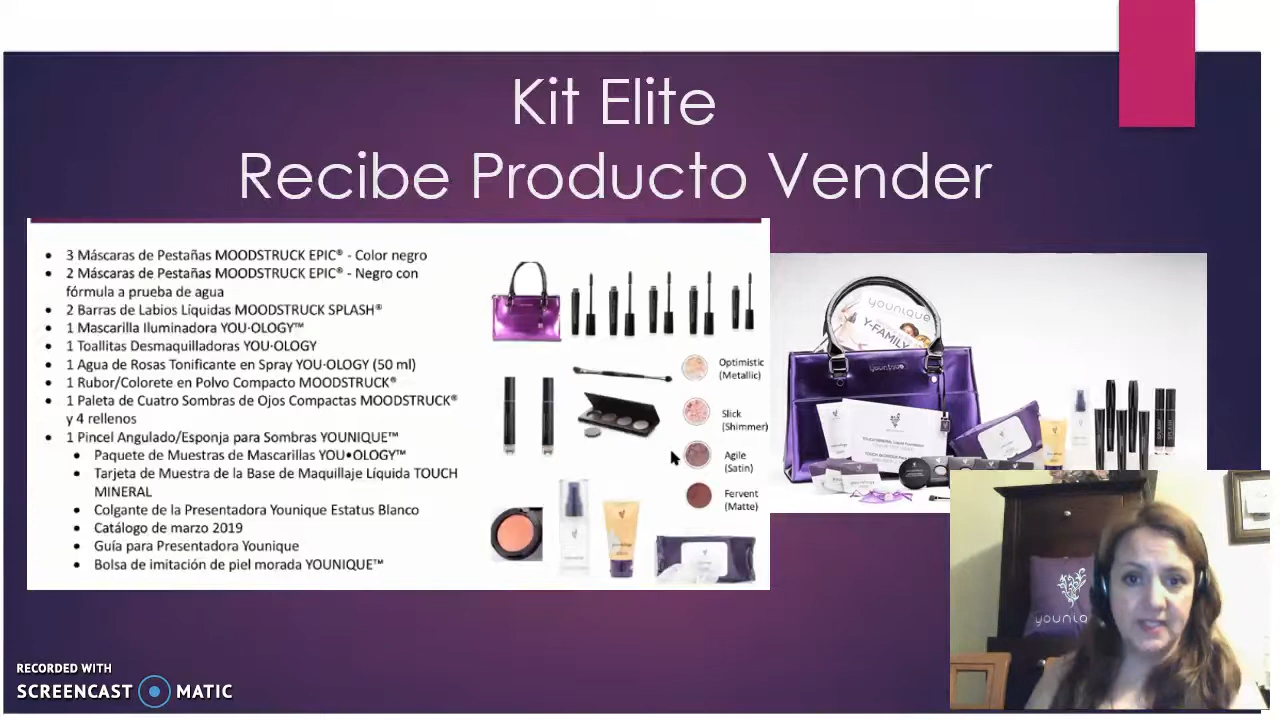 Kit Elite
Recibe Producto Vender
• 3 Máscaras de Pestañas MOODSTRUCK EPIC® - Color negro
• 2 Máscaras de Pestañas MOODSTRUCK EPIC® - Negro con
fórmula a prueba de agua
• 2 Barras de Labios Líquidas MOODSTRUCK SPLASH®
• 1 Mascarilla Iluminadora YOU·OLOGY™
• 1 Toallitas Desmaquilladoras YOU·OLOGY
• 1 Agua de Rosas Tonificante en Spray YOU·OLOGY (50 ml)
• 1 Rubor/Colorete en Polvo Compacto MOODSTRUCK®
• 1 Paleta de Cuatro Sombras de Ojos Compactas MOODSTRUCK®
y 4 rellenos
• 1 Pincel Angulado/Esponja para Sombras YOUNIQUE™
• Paquete de Muestras de Mascarillas YOU•OLOGY™
• Tarjeta de Muestra de la Base de Maquillaje Líquida TOUCH
MINERAL
• Colgante de la Presentadora Younique Estatus Blanco
• Catálogo de marzo 2019
• Guía para Presentadora Younique
• Bolsa de imitación de piel morada YOUNIQUE™
Optimistic
(Metallic)
Slick
(Shimmer)
Agile
(Satin)
Fervent
(Matte)
younique
Y-FAMILY
younique
SPLASH
youniq
RECORDED WITH
SCREENCAST MATIC